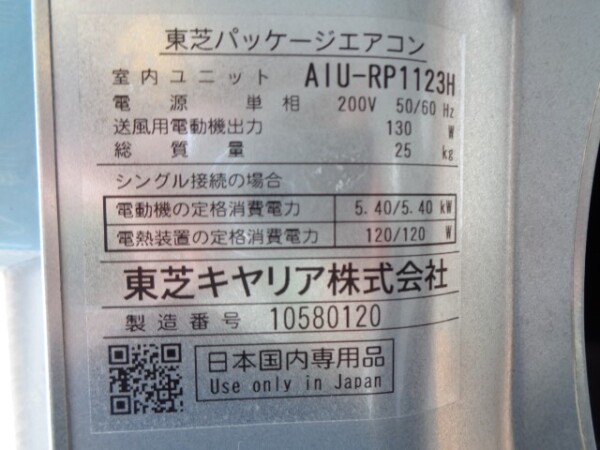 東芝パッケージエアコン
室内ユニット AIU-RP1123H
電源 単相 200V 50/60 Hz
送風用電動機出力 130 W
総質量 25 kg
シングル接続の場合
電動機の定格消費電力 5.40/5.40 kW
電熱装置の定格消費電力 120/120 W
東芝キヤリア株式会社
製造番号 10580120
日本国内専用品
Use only in Japan